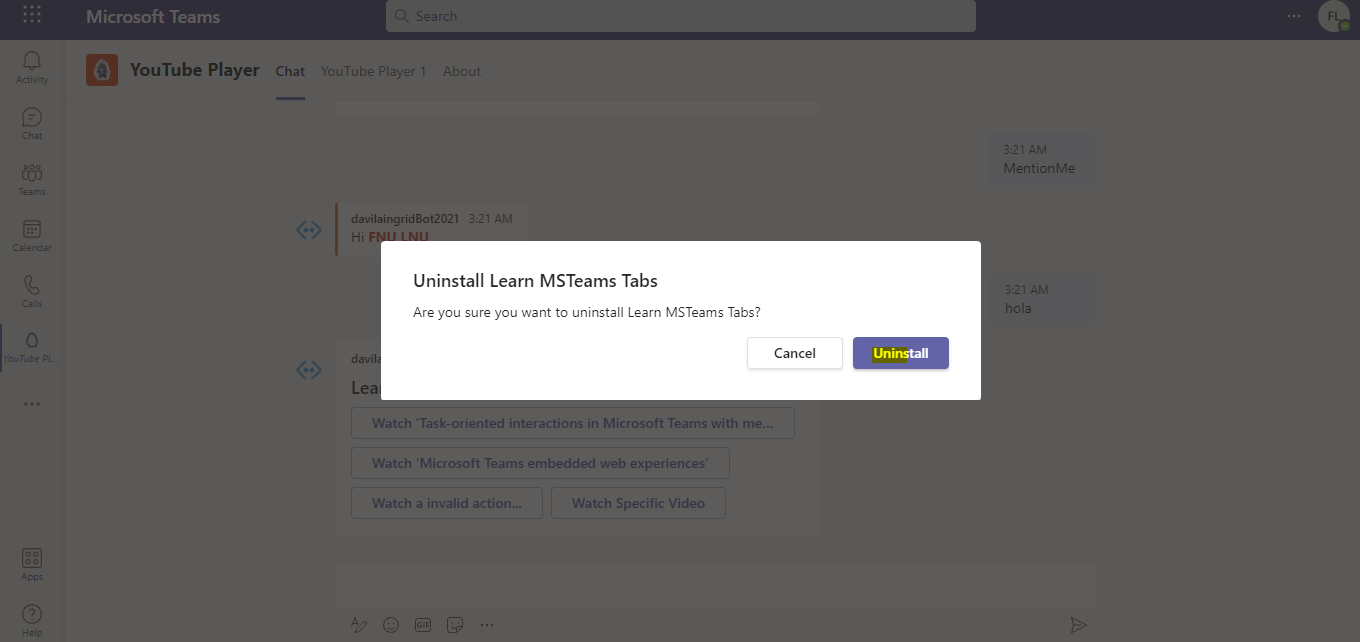 Microsoft Teams
Search
FL
Activity
Chat
Teams
Calendar
Calls
YouTube Pl...
Apps
Help
YouTube Player
Chat
YouTube Player 1
About
3:21 AM
MentionMe
davilaingridBot2021 3:21 AM
Hi FNU LNU
3:21 AM
hola
Uninstall Learn MSTeams Tabs
Are you sure you want to uninstall Learn MSTeams Tabs?
Cancel
Uninstall
davila
Lea
Watch 'Task-oriented interactions in Microsoft Teams with me...
Watch 'Microsoft Teams embedded web experiences'
Watch a invalid action...
Watch Specific Video
GIF